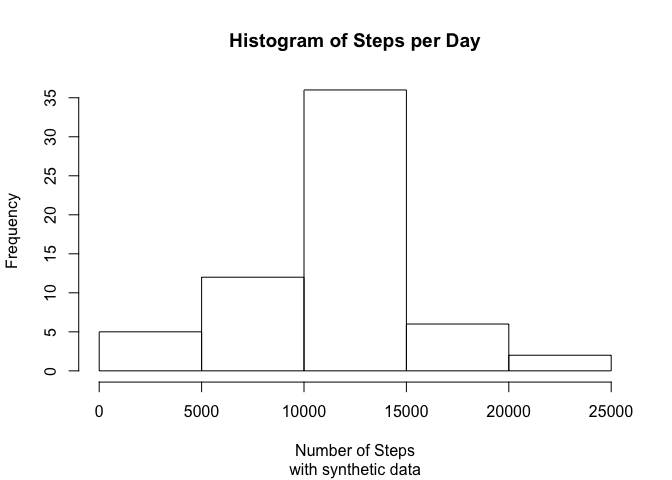 Histogram of Steps per Day
Frequency
35
30
25
20
15
10
5
0
0 5000 10000 15000 20000 25000
Number of Steps
with synthetic data